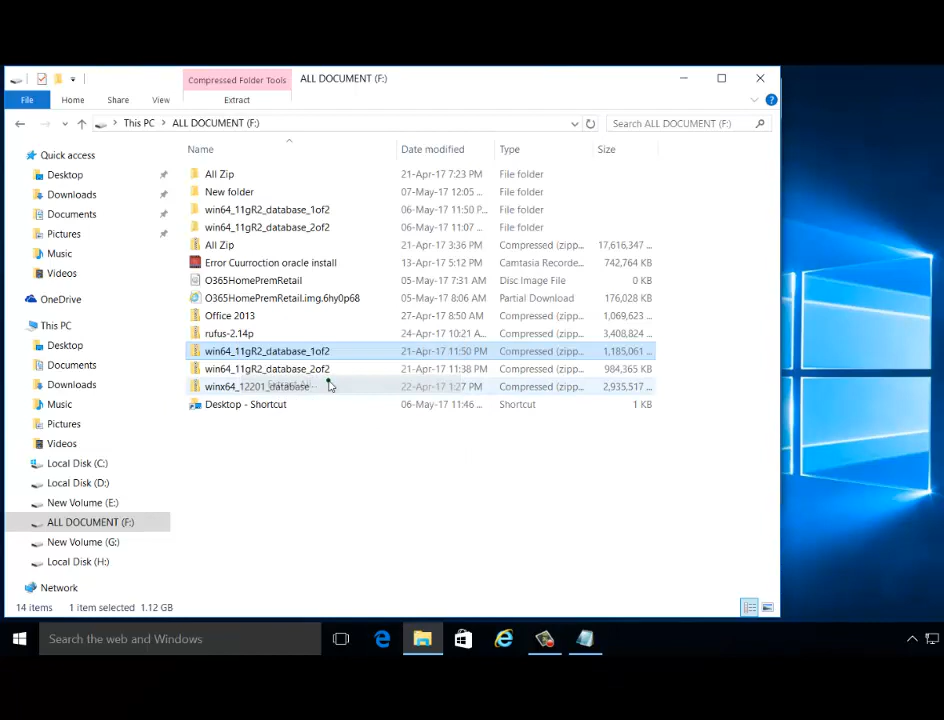 Compressed Folder Tools ALL DOCUMENT (F:)
File Home Share View Extract
This PC > ALL DOCUMENT (F:) Search ALL DOCUMENT (F:)
Name Date modified Type Size
Quick access
Desktop
Downloads
Documents
Pictures
Music
Videos
OneDrive
This PC
Desktop
Documents
Downloads
Music
Pictures
Videos
Local Disk (C:)
Local Disk (D:)
New Volume (E:)
ALL DOCUMENT (F:)
New Volume (G:)
Local Disk (H:)
Network
All Zip 21-Apr-17 7:23 PM File folder
New folder 07-May-17 12:05 ... File folder
win64_11gR2_database_1of2 06-May-17 11:50 P... File folder
win64_11gR2_database_2of2 06-May-17 11:07 ... File folder
All Zip 21-Apr-17 3:36 PM Compressed (zipp... 17,616,347 ...
Error Cuurroction oracle install 13-Apr-17 5:12 PM Camtasia Recorde... 742,764 KB
O365HomePremRetail 05-May-17 7:31 AM Disc Image File
O365HomePremRetail.img.6hy0p68 05-May-17 8:06 AM Partial Download 176,028 KB
Office 2013 27-Apr-17 8:50 AM Compressed (zipp... 1,069,623 ...
rufus-2.14p 24-Apr-17 10:21 A... Compressed (zipp... 3,408,824 ...
win64_11gR2_database_1of2 21-Apr-17 11:50 PM Compressed (zipp... 1,185,061 ...
win64_11gR2_database_2of2 21-Apr-17 11:38 PM Compressed (zipp... 984,365 KB
winx64_12201_database 22-Apr-17 1:27 PM Compressed (zipp... 2,935,517 ...
Desktop - Shortcut 06-May-17 11:46 ... Shortcut 1 KB
14 items 1 item selected 1.12 GB
Search the web and Windows